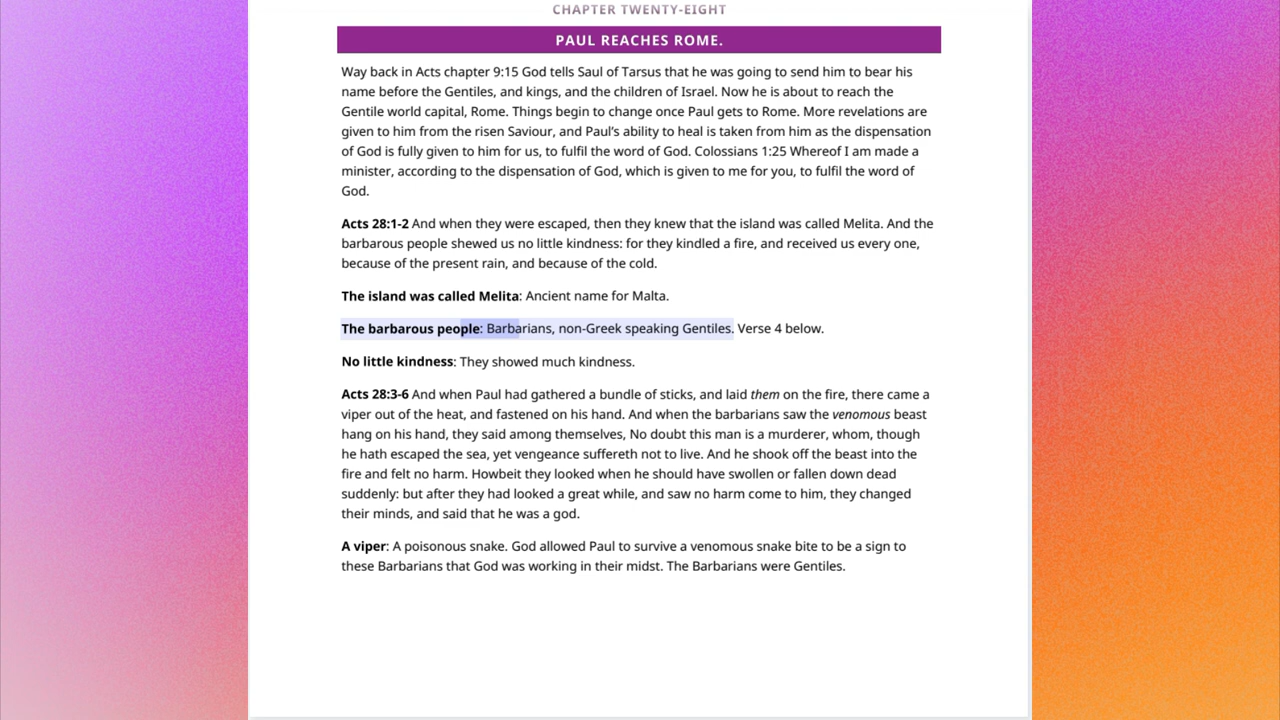 CHAPTER TWENTY-EIGHT
PAUL REACHES ROME.
Way back in Acts chapter 9:15 God tells Saul of Tarsus that he was going to send him to bear his
name before the Gentiles, and kings, and the children of Israel. Now he is about to reach the
Gentile world capital, Rome. Things begin to change once Paul gets to Rome. More revelations are
given to him from the risen Saviour, and Paul’s ability to heal is taken from him as the dispensation
of God is fully given to him for us, to fulfil the word of God. Colossians 1:25 Whereof I am made a
minister, according to the dispensation of God, which is given to me for you, to fulfil the word of
God.
Acts 28:1-2 And when they were escaped, then they knew that the island was called Melita. And the
barbarous people shewed us no little kindness: for they kindled a fire, and received us every one,
because of the present rain, and because of the cold.
The island was called Melita: Ancient name for Malta.
The barbarous people: Barbarians, non-Greek speaking Gentiles. Verse 4 below.
No little kindness: They showed much kindness.
Acts 28:3-6 And when Paul had gathered a bundle of sticks, and laid them on the fire, there came a
viper out of the heat, and fastened on his hand. And when the barbarians saw the venomous beast
hang on his hand, they said among themselves, No doubt this man is a murderer, whom, though
he hath escaped the sea, yet vengeance suffereth not to live. And he shook off the beast into the
fire and felt no harm. Howbeit they looked when he should have swollen or fallen down dead
suddenly: but after they had looked a great while, and saw no harm come to him, they changed
their minds, and said that he was a god.
A viper: A poisonous snake. God allowed Paul to survive a venomous snake bite to be a sign to
these Barbarians that God was working in their midst. The Barbarians were Gentiles.